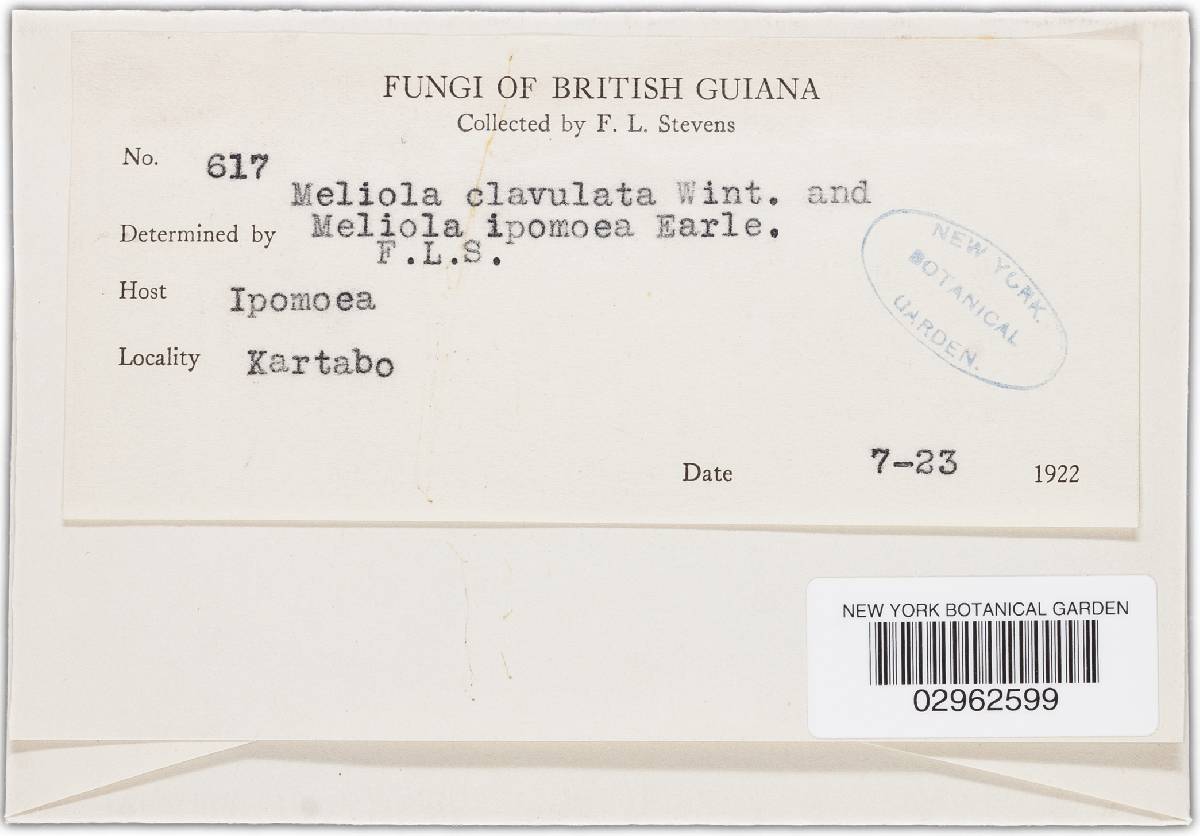 FUNGI OF BRITISH GUIANA
Collected by F. L. Stevens
No. 617
Meliola clavulata Wint. and
Meliola ipomoea Earle.
Determined by F.L.S.
Host Ipomoea
Locality Kartabo
Date 7-23 1922
NEW YORK.
BOTANICAL
GARDEN.
NEW YORK BOTANICAL GARDEN
02962599